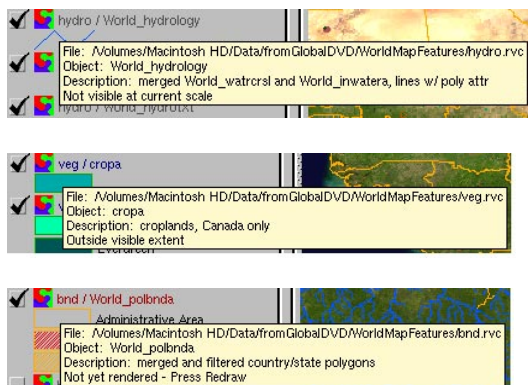 hydro / World_hydrology
File: /Volumes/Macintosh HD/Data/fromGlobalDVD/WorldMapFeatures/hydro.rvc
Object: World_hydrology
Description: merged World_watrcrsl and World_inwatera, lines w/ poly attr
Not visible at current scale
hydro / World_hydrotxt
veg / cropa
File: /Volumes/Macintosh HD/Data/fromGlobalDVD/WorldMapFeatures/veg.rvc
Object: cropa
Description: croplands, Canada only
Outside visible extent
Evergreen
bnd / World_polbnda
Administrative Area
File: /Volumes/Macintosh HD/Data/fromGlobalDVD/WorldMapFeatures/bnd.rvc
Object: World_polbnda
Description: merged and filtered country/state polygons
Not yet rendered - Press Redraw